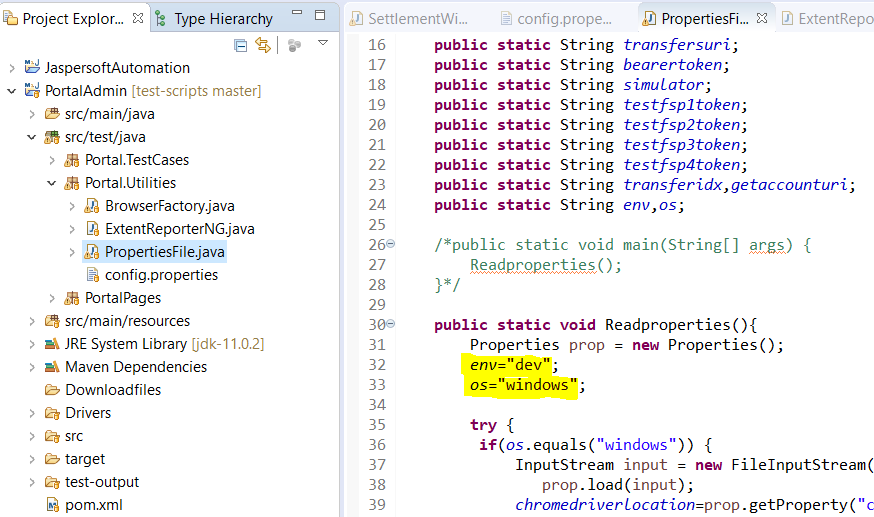 Project Explor...
Type Hierarchy
JaspersoftAutomation
PortalAdmin [test-scripts master]
src/main/java
src/test/java
Portal.TestCases
Portal.Utilities
BrowserFactory.java
ExtentReporterNG.java
PropertiesFile.java
config.properties
PortalPages
src/main/resources
JRE System Library [jdk-11.0.2]
Maven Dependencies
Downloadfiles
Drivers
src
target
test-output
pom.xml
SettlementWi...
config.prope...
PropertiesFi...
ExtentRepo
16 public static String transfersuri;
17 public static String bearertoken;
18 public static String simulator;
19 public static String testfsp1token;
20 public static String testfsp2token;
21 public static String testfsp3token;
22 public static String testfsp4token;
23 public static String transferidx,getaccounturi;
24 public static String env,os;
25
26 /*public static void main(String[] args) {
27 Readproperties();
28 }*/
29
30 public static void Readproperties(){
31 Properties prop = new Properties();
32 env="dev";
33 os="windows";
34
35 try {
36 if(os.equals("windows")) {
37 InputStream input = new FileInputStream(
38 prop.load(input);
39 chromedriverlocation=prop.getProperty("c